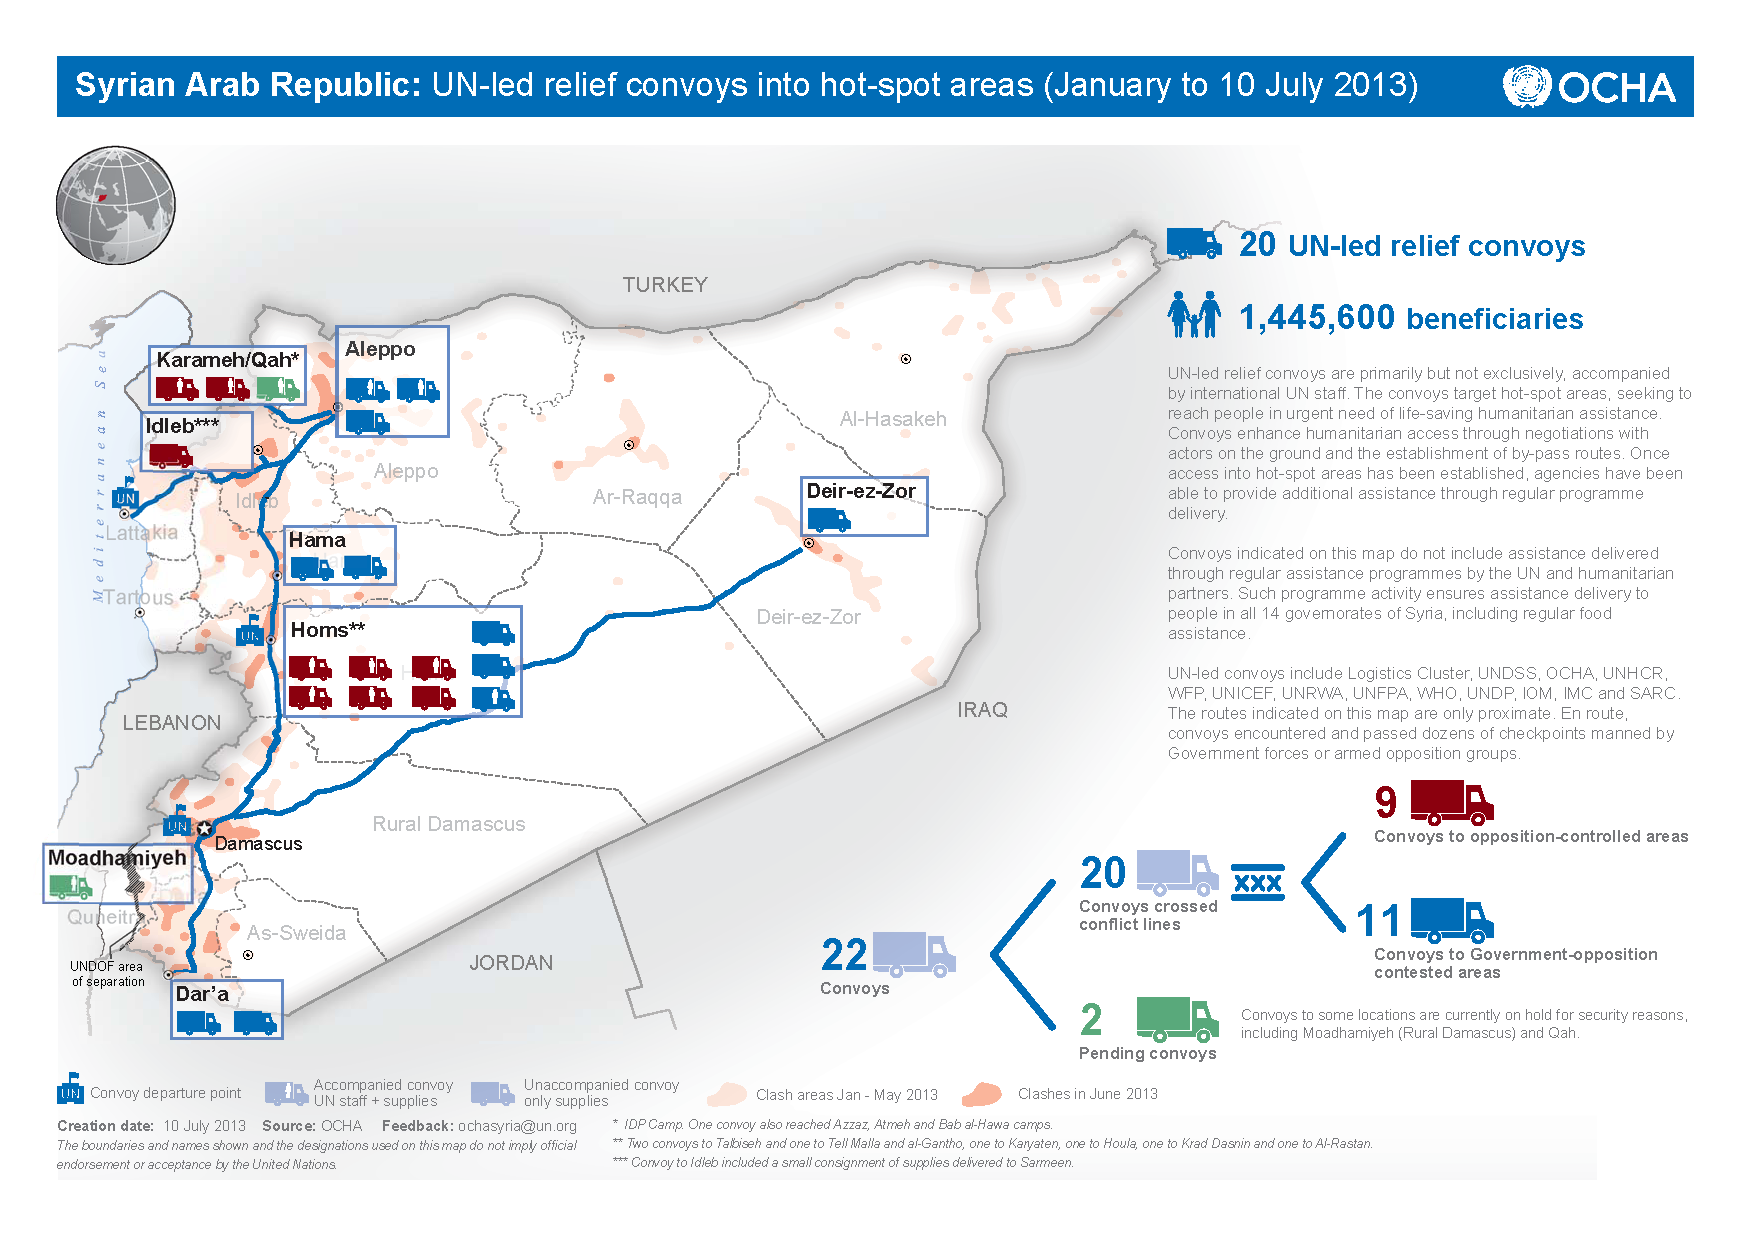 Syrian Arab Republic: UN-led relief convoys into hot-spot areas (January to 10 July 2013)
OCHA
TURKEY
20 UN-led relief convoys
1,445,600 beneficiaries
UN-led relief convoys are primarily but not exclusively, accompanied
by international UN staff. The convoys target hot-spot areas, seeking to
reach people in urgent need of life-saving humanitarian assistance.
Convoys enhance humanitarian access through negotiations with
actors on the ground and the establishment of by-pass routes. Once
access into hot-spot areas has been established, agencies have been
able to provide additional assistance through regular programme
delivery.
Convoys indicated on this map do not include assistance delivered
through regular assistance programmes by the UN and humanitarian
partners. Such programme activity ensures assistance delivery to
people in all 14 governorates of Syria, including regular food
assistance.
UN-led convoys include Logistics Cluster, UNDSS, OCHA, UNHCR,
WFP, UNICEF, UNRWA, UNFPA, WHO, UNDP, IOM, IMC and SARC.
The routes indicated on this map are only proximate. En route,
convoys encountered and passed dozens of checkpoints manned by
Government forces or armed opposition groups.
Mediterranean Sea
Karameh/Qah*
Aleppo
Idleb***
Aleppo
Al-Hasakeh
Idleb
Ar-Raqqa
Deir-ez-Zor
UN
Lattakia
Hama
Tartous
Deir-ez-Zor
UN
Homs**
LEBANON
IRAQ
UN
Damascus
Rural Damascus
Moadhamiyeh
Quneitra
As-Sweida
UNDOF area
of separation
JORDAN
Dar'a
22
Convoys
20
Convoys crossed
conflict lines
xxx
9
Convoys to opposition-controlled areas
11
Convoys to Government-opposition
contested areas
2
Pending convoys
Convoys to some locations are currently on hold for security reasons,
including Moadhamiyeh (Rural Damascus) and Qah.
UN Convoy departure point
Accompanied convoy
UN staff + supplies
Unaccompanied convoy
only supplies
Clash areas Jan - May 2013
Clashes in June 2013
Creation date: 10 July 2013 Source: OCHA Feedback: ochasyria@un.org
The boundaries and names shown and the designations used on this map do not imply official
endorsement or acceptance by the United Nations.
* IDP Camp. One convoy also reached Azzaz, Atmeh and Bab al-Hawa camps.
** Two convoys to Talbiseh and one to Tell Malla and al-Gantho, one to Karyaten, one to Houla, one to Krad Dasnin and one to Al-Rastan.
*** Convoy to Idleb included a small consignment of supplies delivered to Sarmeen.